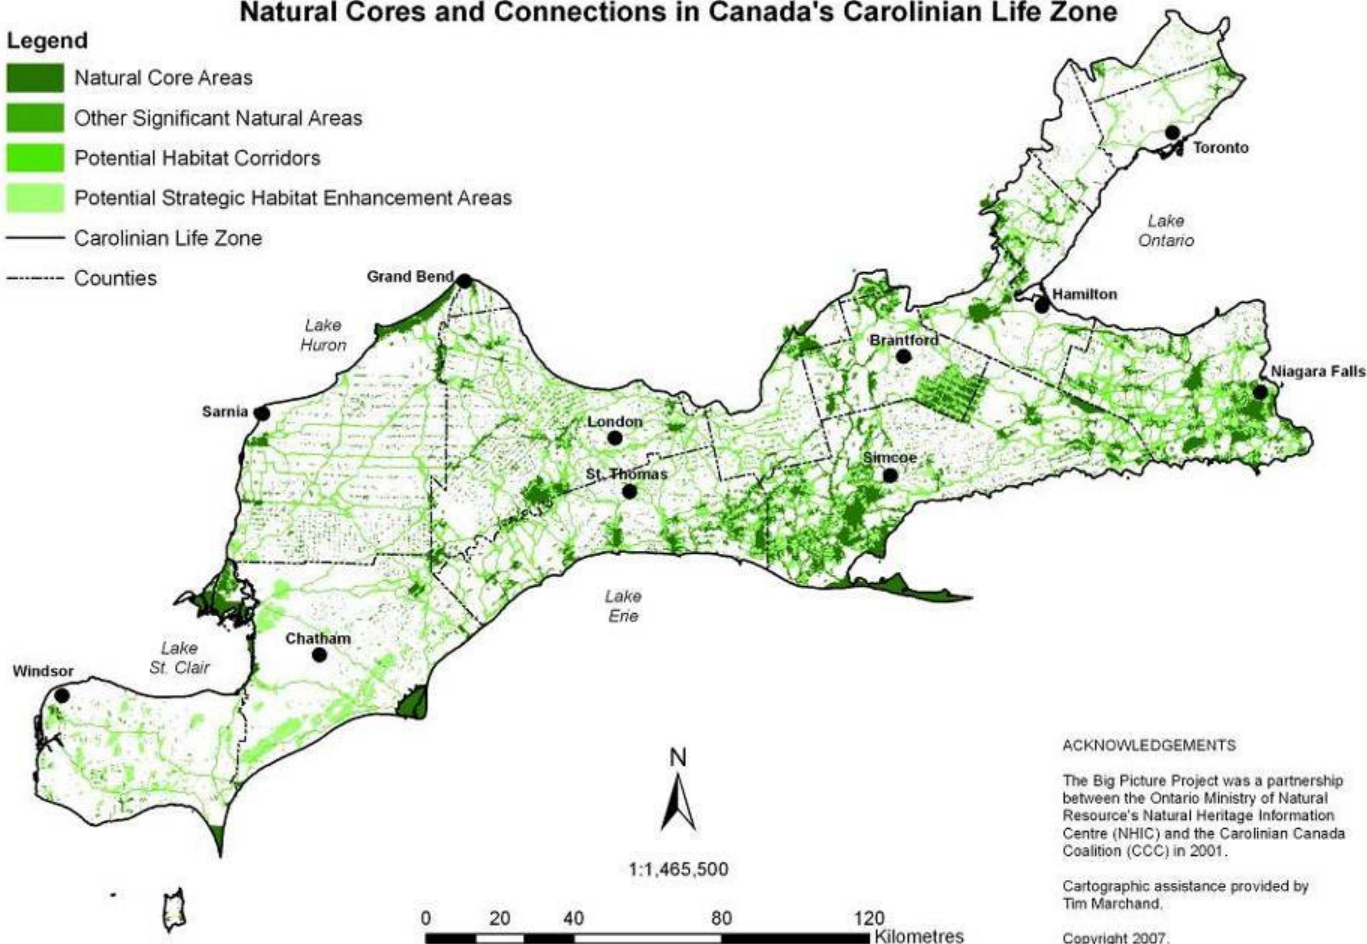 Natural Cores and Connections in Canada's Carolinian Life Zone
Legend
Natural Core Areas
Other Significant Natural Areas
Potential Habitat Corridors
Potential Strategic Habitat Enhancement Areas
Carolinian Life Zone
Counties
Toronto
Lake
Ontario
Grand Bend
Hamilton
Lake
Huron
Brantford
Niagara Falls
Sarnia
London
Simcoe
St. Thomas
Lake
Erie
Chatham
Lake
St. Clair
Windsor
N
1:1,465,500
0 20 40 80 120
Kilometres
ACKNOWLEDGEMENTS
The Big Picture Project was a partnership
between the Ontario Ministry of Natural
Resource's Natural Heritage Information
Centre (NHIC) and the Carolinian Canada
Coalition (CCC) in 2001.
Cartographic assistance provided by
Tim Marchand.
Copyright 2007.